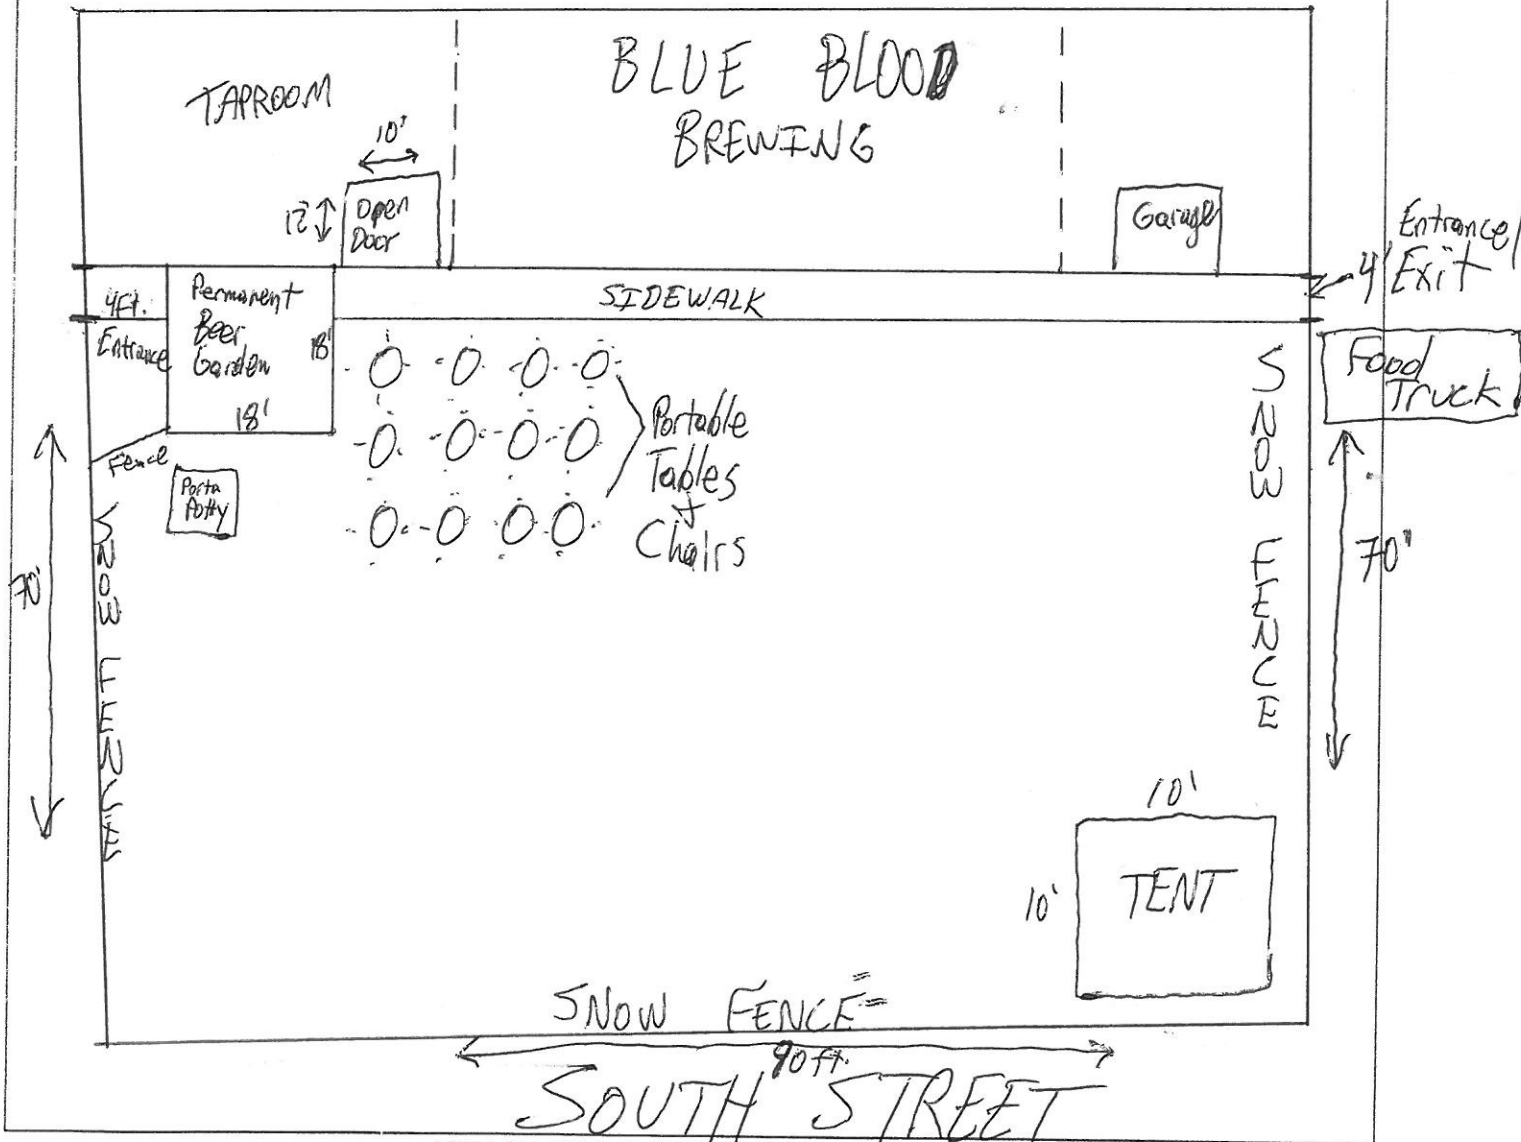 BLUE BLOOD
BREWING
TAPROOM
10'
12'
Open
Door
Garage
Entrance/
Exit
4'
4Ft.
Entrance
Permanent
Beer
Garden
18'
18'
SIDEWALK
Food
Truck
Fence
Porta
Potty
Portable
Tables
+
Chairs
SNOW FENCE
70'
SNOW FENCE
70'
10'
10'
TENT
SNOW FENCE
90ft.
SOUTH STREET